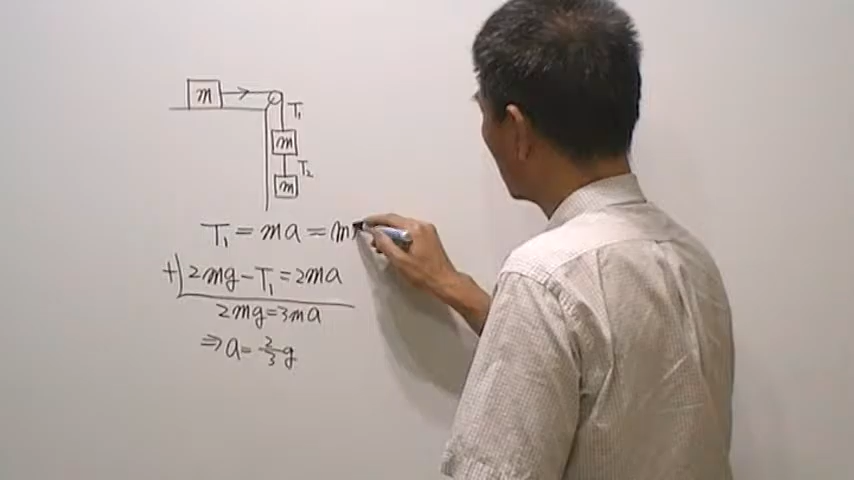 m
T₁
m
T₂
m
T₁ = ma = m
+) 2mg - T₁ = 2ma
2mg = 3ma
⇒ a = 2/3 g